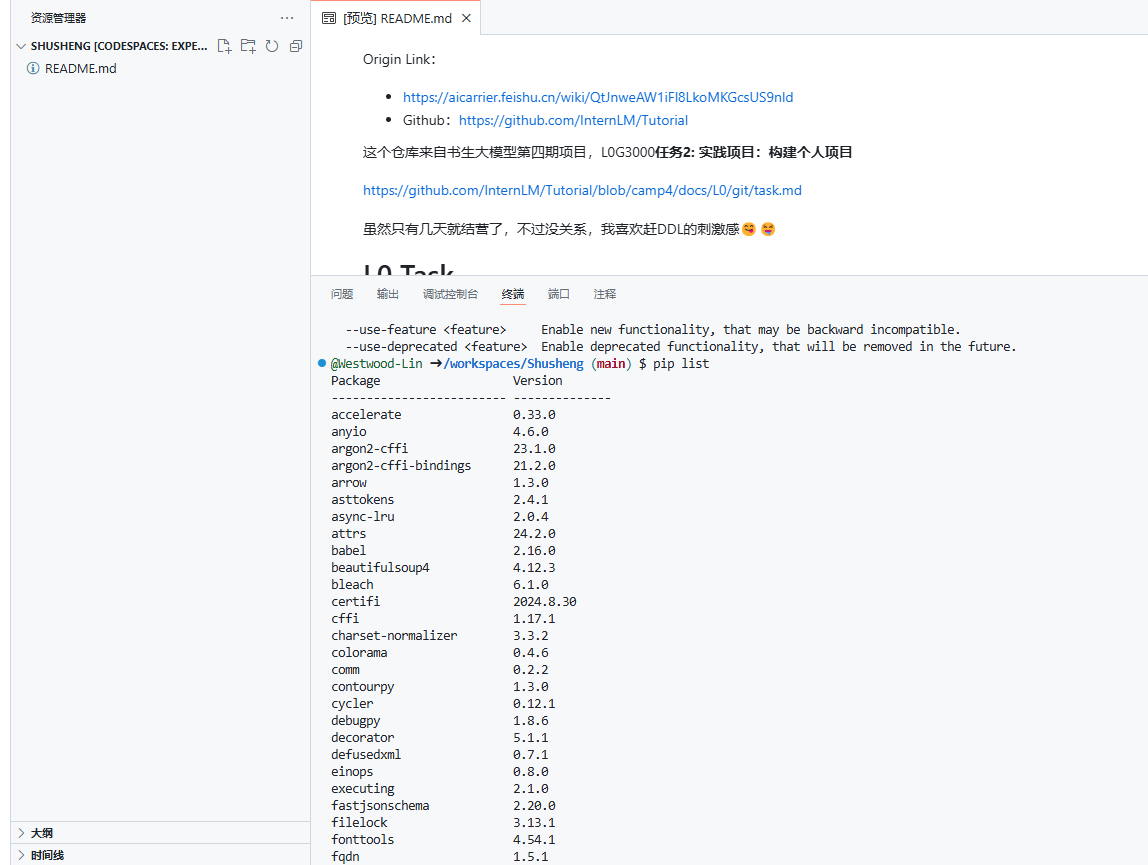 资源管理器
SHUSHENG [CODESPACES: EXPE...
README.md
大纲
时间线
[预览] README.md
Origin Link：
https://aicarrier.feishu.cn/wiki/QtJnweAW1iFl8LkoMKGcsUS9nld
Github：https://github.com/InternLM/Tutorial
这个仓库来自书生大模型第四期项目，L0G3000任务2: 实践项目：构建个人项目
https://github.com/InternLM/Tutorial/blob/camp4/docs/L0/git/task.md
虽然只有几天就结营了，不过没关系，我喜欢赶DDL的刺激感😋 😝
L0 Task
问题 输出 调试控制台 终端 端口 注释
--use-feature <feature> Enable new functionality, that may be backward incompatible.
--use-deprecated <feature> Enable deprecated functionality, that will be removed in the future.
@Westwood-Lin ➜/workspaces/Shusheng (main) $ pip list
Package Version
------------------------- --------------
accelerate 0.33.0
anyio 4.6.0
argon2-cffi 23.1.0
argon2-cffi-bindings 21.2.0
arrow 1.3.0
asttokens 2.4.1
async-lru 2.0.4
attrs 24.2.0
babel 2.16.0
beautifulsoup4 4.12.3
bleach 6.1.0
certifi 2024.8.30
cffi 1.17.1
charset-normalizer 3.3.2
colorama 0.4.6
comm 0.2.2
contourpy 1.3.0
cycler 0.12.1
debugpy 1.8.6
decorator 5.1.1
defusedxml 0.7.1
einops 0.8.0
executing 2.1.0
fastjsonschema 2.20.0
filelock 3.13.1
fonttools 4.54.1
fqdn 1.5.1